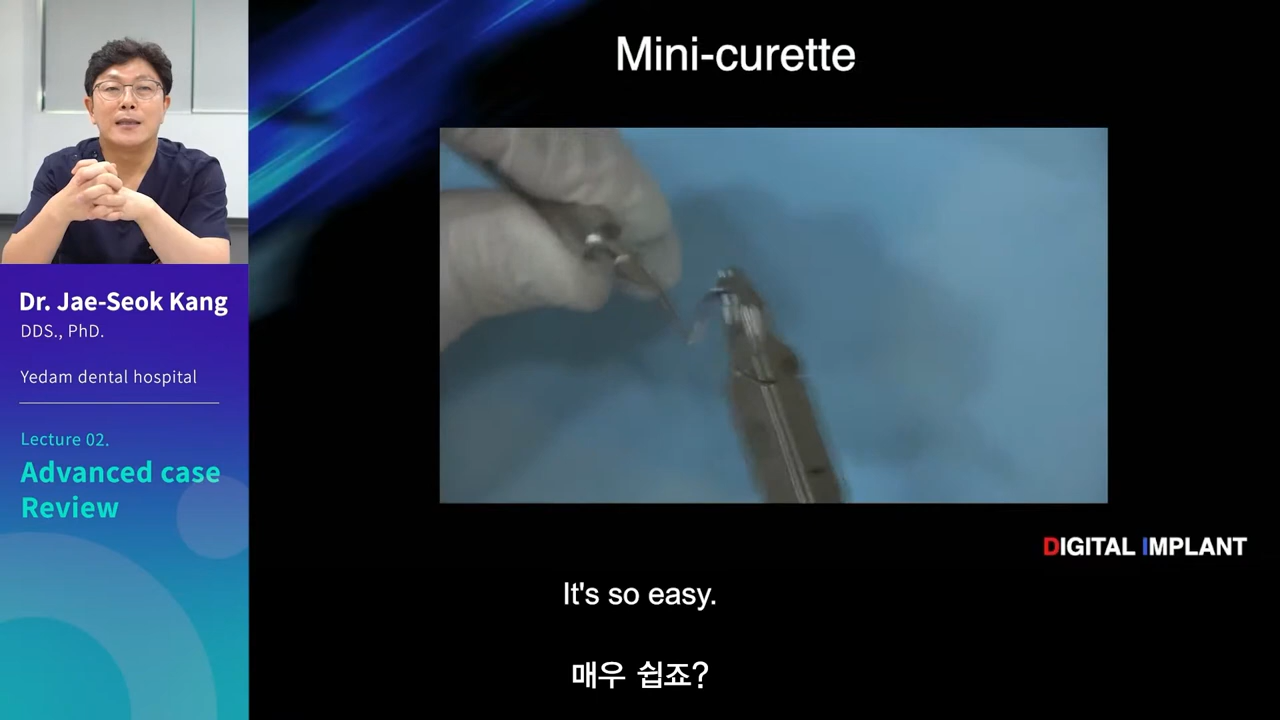 Mini-curette
Dr. Jae-Seok Kang
DDS., PhD.
Yedam dental hospital
Lecture 02.
Advanced case
Review
DIGITAL IMPLANT
It's so easy.
매우 쉽죠?